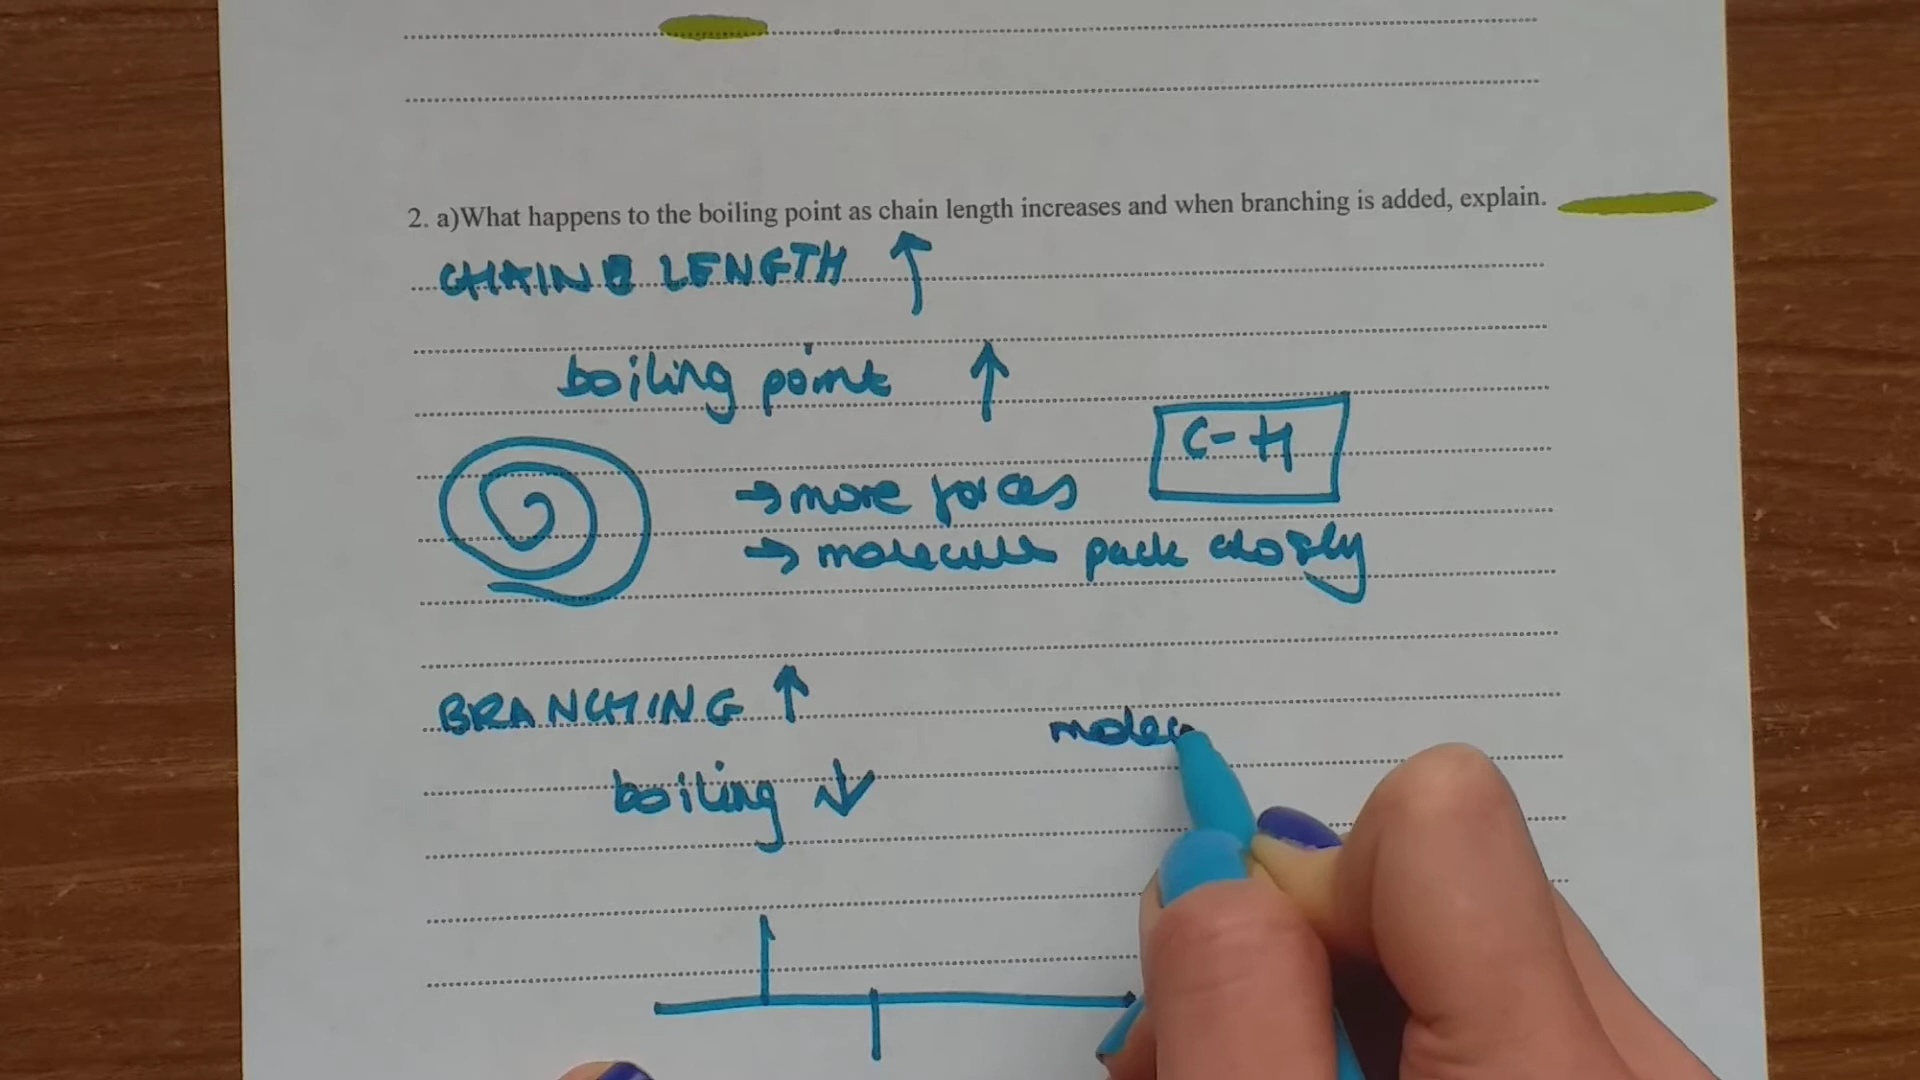 2. a)What happens to the boiling point as chain length increases and when branching is added, explain.
CHAIN LENGTH ↑
boiling point ↑
C-H
→ more forces
→ molecules pack closely
BRANCHING ↑
molec
boiling ↓